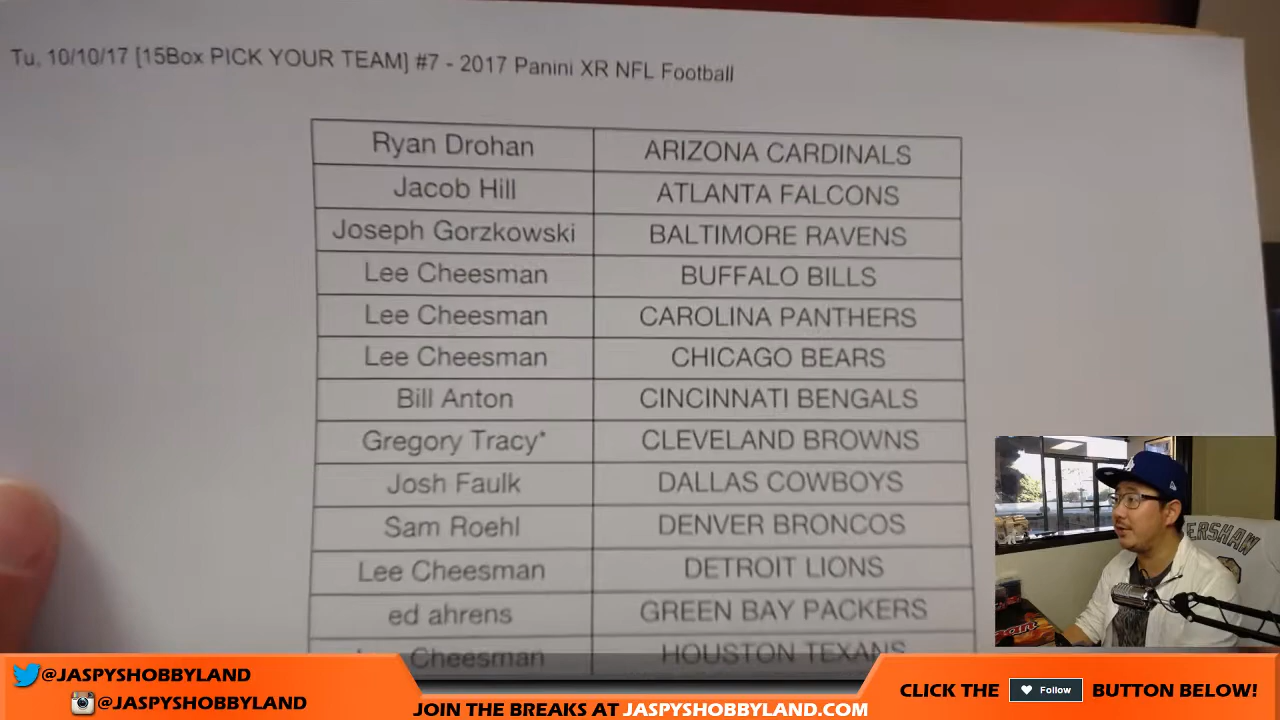 Tu, 10/10/17 [15Box PICK YOUR TEAM] #7 - 2017 Panini XR NFL Football
Ryan Drohan ARIZONA CARDINALS
Jacob Hill ATLANTA FALCONS
Joseph Gorzkowski BALTIMORE RAVENS
Lee Cheesman BUFFALO BILLS
Lee Cheesman CAROLINA PANTHERS
Lee Cheesman CHICAGO BEARS
Bill Anton CINCINNATI BENGALS
Gregory Tracy* CLEVELAND BROWNS
Josh Faulk DALLAS COWBOYS
Sam Roehl DENVER BRONCOS
Lee Cheesman DETROIT LIONS
ed ahrens GREEN BAY PACKERS
Cheesman HOUSTON TEXANS
ERSHAW
@JASPYSHOBBYLAND
@JASPYSHOBBYLAND
JOIN THE BREAKS AT JASPYSHOBBYLAND.COM
CLICK THE Follow BUTTON BELOW!